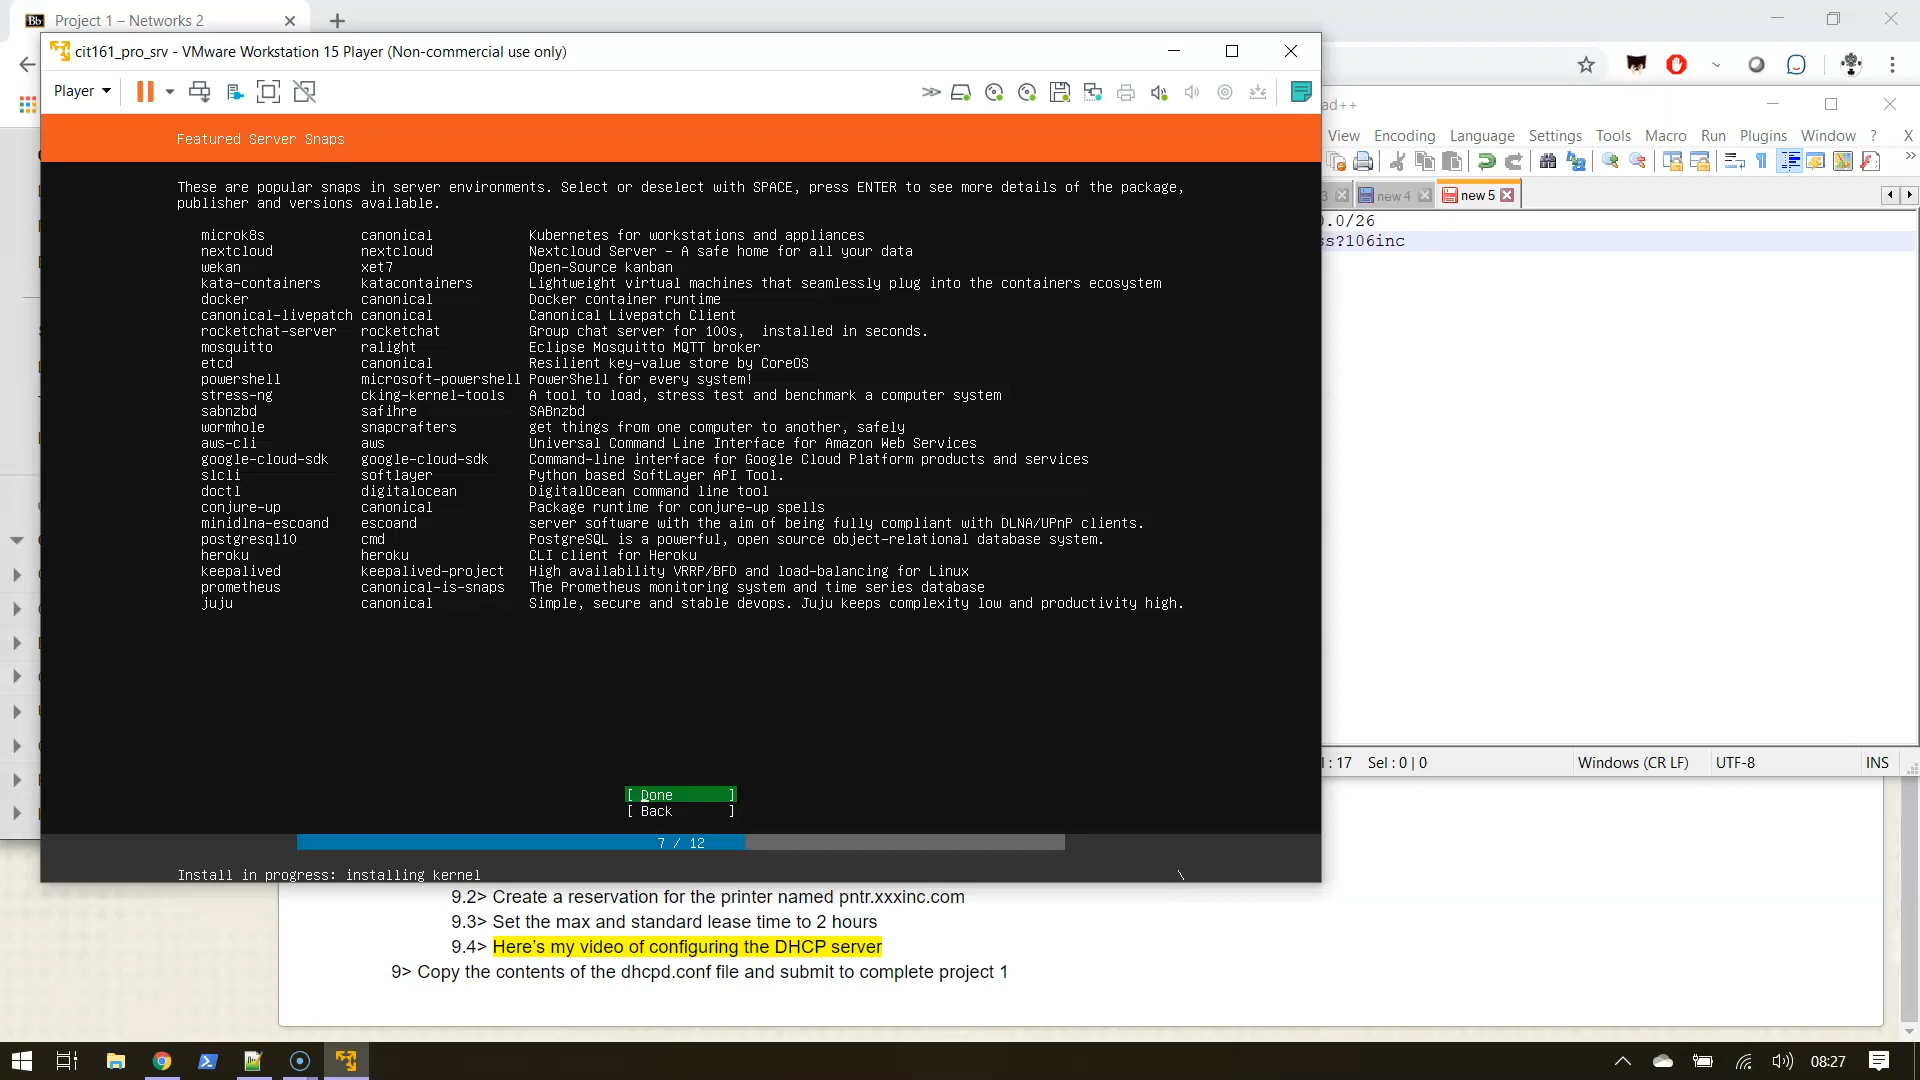 Project 1 – Networks 2
cit161_pro_srv - VMware Workstation 15 Player (Non-commercial use only)
Player
ad++
View Encoding Language Settings Tools Macro Run Plugins Window ? X
new 4
new 5
Featured Server Snaps
These are popular snaps in server environments. Select or deselect with SPACE, press ENTER to see more details of the package,
publisher and versions available.
microk8s canonical Kubernetes for workstations and appliances
nextcloud nextcloud Nextcloud Server – A safe home for all your data
wekan xet7 Open-Source kanban
kata-containers katacontainers Lightweight virtual machines that seamlessly plug into the containers ecosystem
docker canonical Docker container runtime
canonical-livepatch canonical Canonical Livepatch Client
rocketchat-server rocketchat Group chat server for 100s,  installed in seconds.
mosquitto ralight Eclipse Mosquitto MQTT broker
etcd canonical Resilient key-value store by CoreOS
powershell microsoft-powershell PowerShell for every system!
stress-ng cking-kernel-tools A tool to load, stress test and benchmark a computer system
sabnzbd safihre SABnzbd
wormhole snapcrafters get things from one computer to another, safely
aws-cli aws Universal Command Line Interface for Amazon Web Services
google-cloud-sdk google-cloud-sdk Command-line interface for Google Cloud Platform products and services
slcli softlayer Python based SoftLayer API Tool.
doctl digitalocean DigitalOcean command line tool
conjure-up canonical Package runtime for conjure-up spells
minidlna-escoand escoand server software with the aim of being fully compliant with DLNA/UPnP clients.
postgresql10 cmd PostgreSQL is a powerful, open source object-relational database system.
heroku heroku CLI client for Heroku
keepalived keepalived-project High availability VRRP/BFD and load-balancing for Linux
prometheus canonical-is-snaps The Prometheus monitoring system and time series database
juju canonical Simple, secure and stable devops. Juju keeps complexity low and productivity high.
[ Done ]
[ Back ]
7 / 12
Install in progress: installing kernel \
.0/26
ss?106inc
: 17 Sel : 0 | 0 Windows (CR LF) UTF-8 INS
9.2> Create a reservation for the printer named pntr.xxxinc.com
9.3> Set the max and standard lease time to 2 hours
9.4> Here's my video of configuring the DHCP server
9> Copy the contents of the dhcpd.conf file and submit to complete project 1
08:27